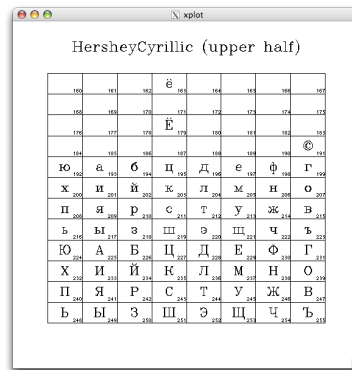 xplot
HersheyCyrillic (upper half)
160 161 162 ё 163 164 165 166 167
168 169 170 171 172 173 174 175
176 177 178 Ё 179 180 181 182 183
184 185 186 187 188 189 190 © 191
ю 192 а 193 б 194 ц 195 д 196 е 197 ф 198 г 199
х 200 и 201 й 202 к 203 л 204 м 205 н 206 о 207
п 208 я 209 р 210 с 211 т 212 у 213 ж 214 в 215
ь 216 ы 217 з 218 ш 219 э 220 щ 221 ч 222 ъ 223
Ю 224 А 225 Б 226 Ц 227 Д 228 Е 229 Ф 230 Г 231
Х 232 И 233 Й 234 К 235 Л 236 М 237 Н 238 О 239
П 240 Я 241 Р 242 С 243 Т 244 У 245 Ж 246 В 247
Ь 248 Ы 249 З 250 Ш 251 Э 252 Щ 253 Ч 254 Ъ 255